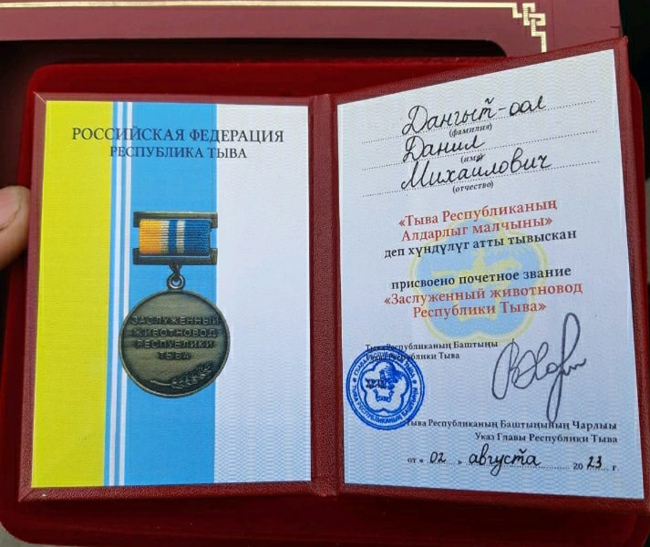 РОССИЙСКАЯ ФЕДЕРАЦИЯ
РЕСПУБЛИКА ТЫВА
ЗАСЛУЖЕННЫЙ
ЖИВОТНОВОД
РЕСПУБЛИКИ
ТЫВА
Дангыт-оол
(фамилия)
Данил
(имя)
Михайлович
(отчество)
«Тыва Республиканың
Алдарлыг малчыны»
деп хүндүлүг атты тывыскан
присвоено почетное звание
«Заслуженный животновод
Республики Тыва»
Тыва Республиканың Баштыңы
Республики Тыва
Тыва Республиканың Баштыңының Чарлыы
Указ Главы Республики Тыва
от « 02 » августа 2023 г.